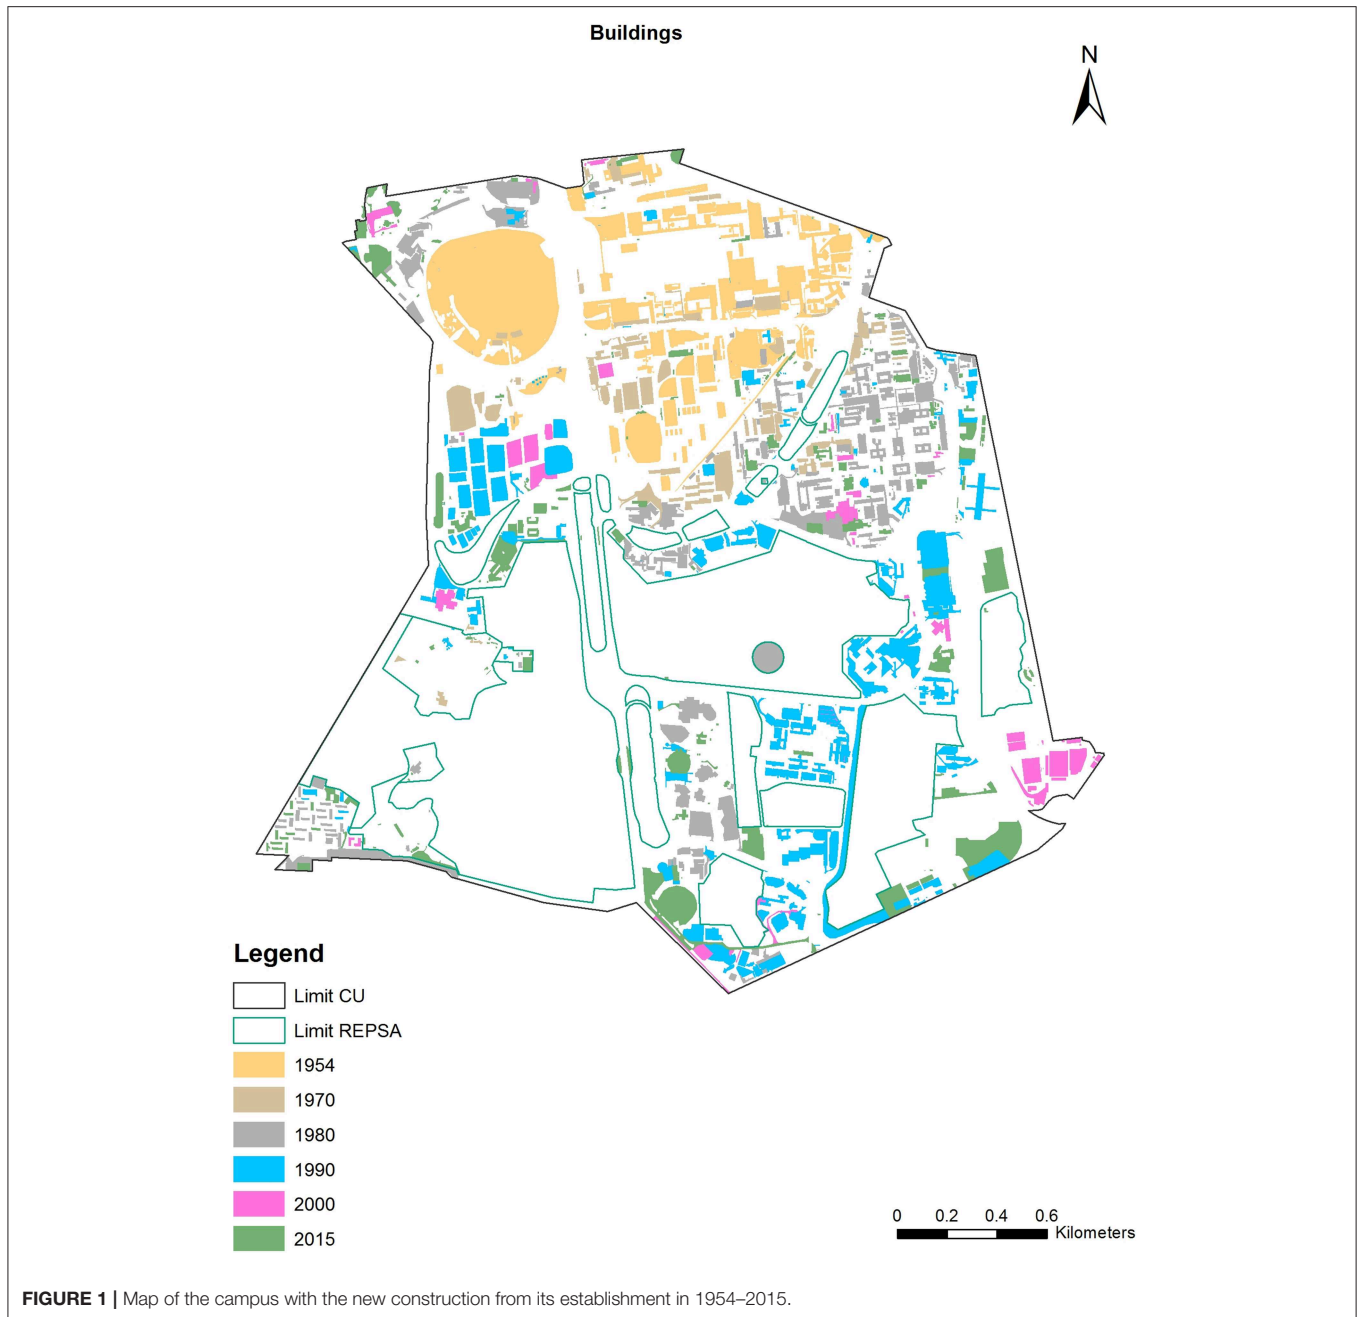 Buildings
N
Legend
Limit CU
Limit REPSA
1954
1970
1980
1990
2000
2015
0 0.2 0.4 0.6
Kilometers
FIGURE 1 | Map of the campus with the new construction from its establishment in 1954–2015.